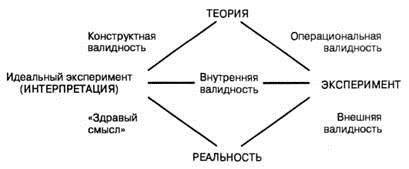 ТЕОРИЯ
Конструктная
валидность
Операциональная
валидность
Идеальный эксперимент
(ИНТЕРПРЕТАЦИЯ)
Внутренняя
валидность
ЭКСПЕРИМЕНТ
«Здравый
смысл»
Внешняя
валидность
РЕАЛЬНОСТЬ